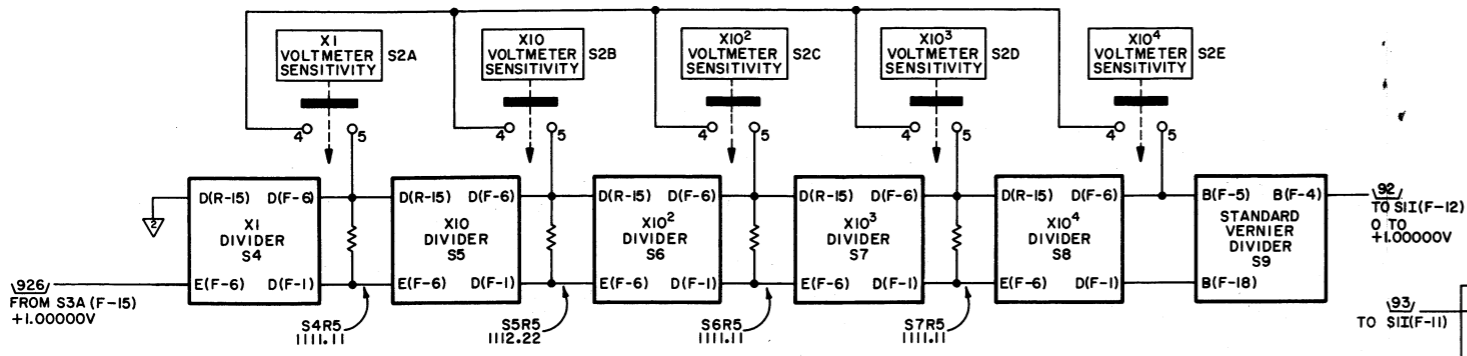 X1
VOLTMETER
SENSITIVITY
S2A
X10
VOLTMETER
SENSITIVITY
S2B
X10²
VOLTMETER
SENSITIVITY
S2C
X10³
VOLTMETER
SENSITIVITY
S2D
X10⁴
VOLTMETER
SENSITIVITY
S2E
4 5
4 5
4 5
4 5
4 5
D(R-15) D(F-6)
X1
DIVIDER
S4
E(F-6) D(F-1)
D(R-15) D(F-6)
X10
DIVIDER
S5
E(F-6) D(F-1)
D(R-15) D(F-6)
X10²
DIVIDER
S6
E(F-6) D(F-1)
D(R-15) D(F-6)
X10³
DIVIDER
S7
E(F-6) D(F-1)
D(R-15) D(F-6)
X10⁴
DIVIDER
S8
E(F-6) D(F-1)
B(F-5) B(F-4)
STANDARD
VERNIER
DIVIDER
S9
B(F-18)
2
\926/
FROM S3A (F-15)
+1.00000V
S4R5
1111.11
S5R5
1112.22
S6R5
1111.11
S7R5
1111.11
\92/
TO S1I(F-12)
0 TO
+1.00000V
\93/
TO S1I(F-11)